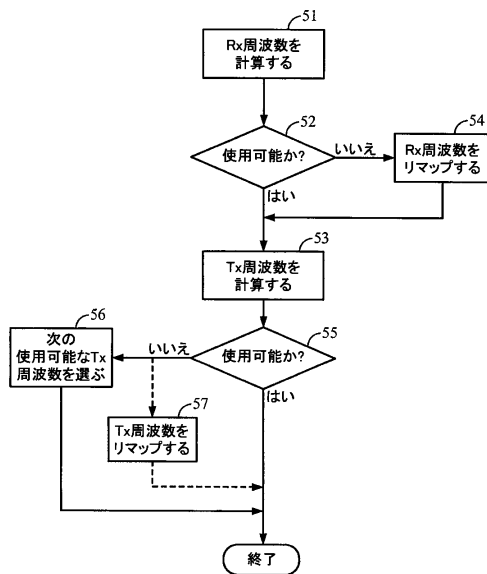 51
Rx周波数を
計算する
52
使用可能か?
いいえ
54
Rx周波数を
リマップする
はい
53
Tx周波数を
計算する
55
使用可能か?
いいえ
56
次の
使用可能なTx
周波数を選ぶ
はい
57
Tx周波数を
リマップする
終了